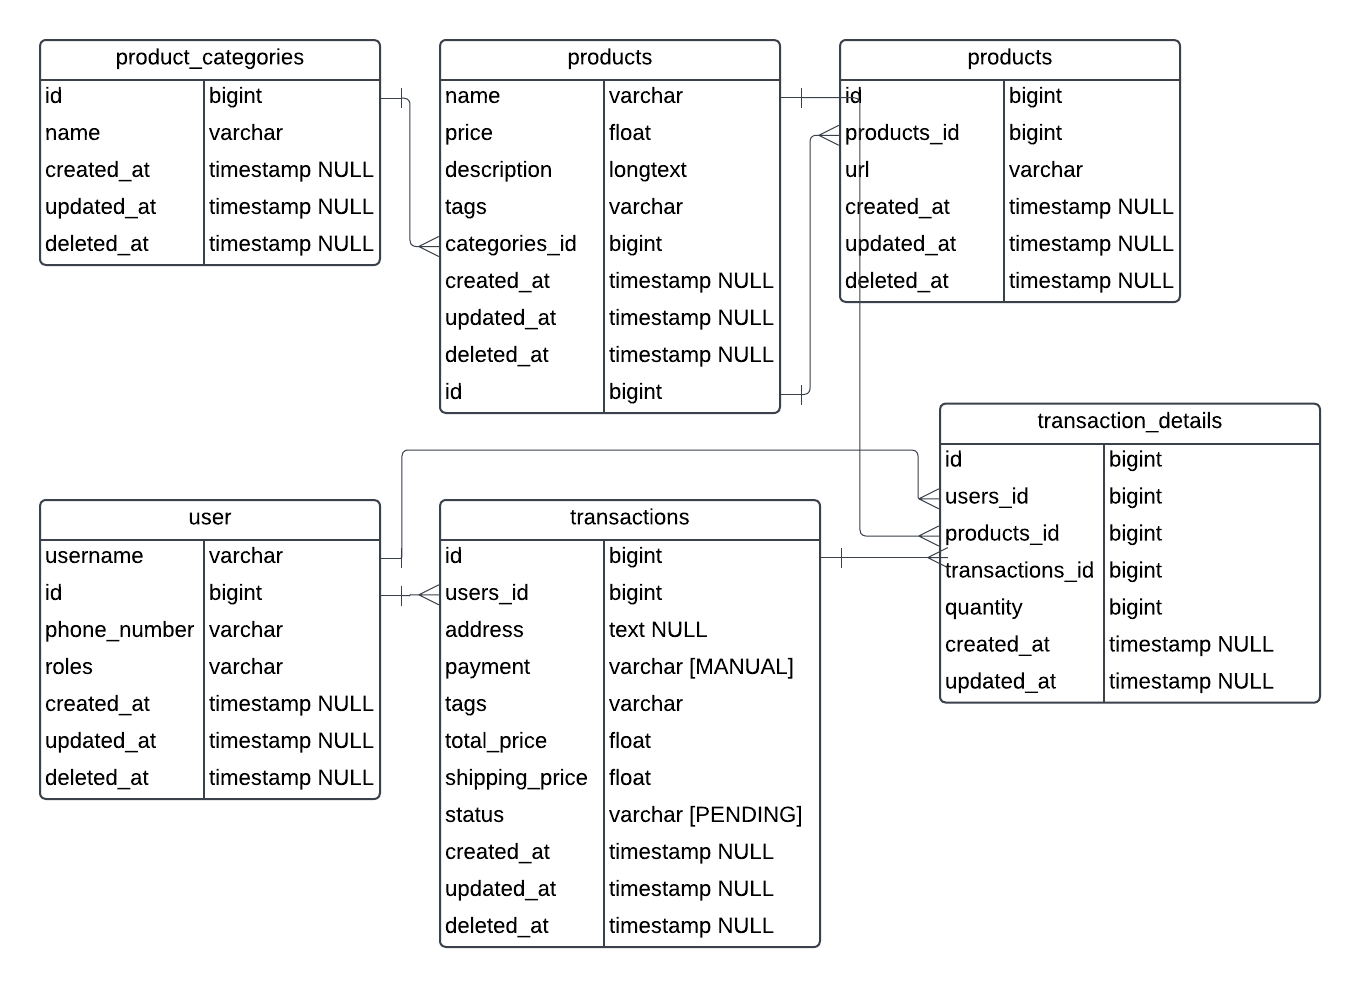 product_categories
id bigint
name varchar
created_at timestamp NULL
updated_at timestamp NULL
deleted_at timestamp NULL
products
name varchar
price float
description longtext
tags varchar
categories_id bigint
created_at timestamp NULL
updated_at timestamp NULL
deleted_at timestamp NULL
id bigint
products
id bigint
products_id bigint
url varchar
created_at timestamp NULL
updated_at timestamp NULL
deleted_at timestamp NULL
transaction_details
id bigint
users_id bigint
products_id bigint
transactions_id bigint
quantity bigint
created_at timestamp NULL
updated_at timestamp NULL
user
username varchar
id bigint
phone_number varchar
roles varchar
created_at timestamp NULL
updated_at timestamp NULL
deleted_at timestamp NULL
transactions
id bigint
users_id bigint
address text NULL
payment varchar [MANUAL]
tags varchar
total_price float
shipping_price float
status varchar [PENDING]
created_at timestamp NULL
updated_at timestamp NULL
deleted_at timestamp NULL